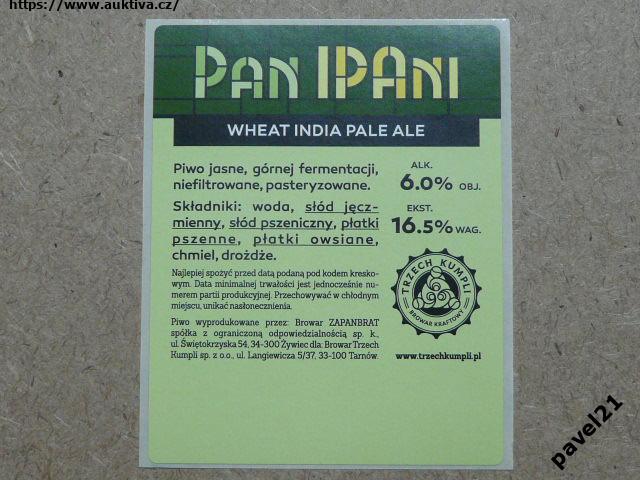 https://www.auktiva.cz/
PAN IPANI
WHEAT INDIA PALE ALE
Piwo jasne, górnej fermentacji,
niefiltrowane, pasteryzowane.
Składniki: woda, słód jęcz-
mienny, słód pszeniczny, płatki
pszenne, płatki owsiane,
chmiel, drożdże.
ALK.
6.0% OBJ.
EKST.
16.5% WAG.
Najlepiej spożyć przed datą podaną pod kodem kresko-
wym. Data minimalnej trwałości jest jednocześnie nu-
merem partii produkcyjnej. Przechowywać w chłodnym
miejscu, unikać nasłonecznienia.
Piwo wyprodukowane przez: Browar ZAPANBRAT
spółka z ograniczoną odpowiedzialnością sp. k.,
ul. Świętokrzyska 54, 34-300 Żywiec dla: Browar Trzech
Kumpli sp. z o.o., ul. Langiewicza 5/37, 33-100 Tarnów.
TRZECH KUMPLI
BROWAR KRAFTOWY
www.trzechkumpli.pl
pavel21